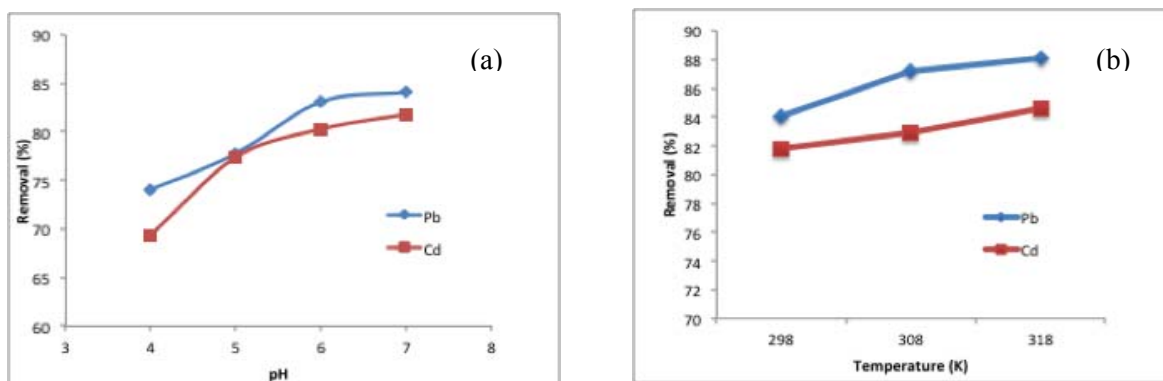 (a)
90
85
80
75
70
65
60
Removal (%)
Pb
Cd
3 4 5 6 7 8
pH
(b)
90
88
86
84
82
80
78
76
74
72
70
Removal (%)
Pb
Cd
298 308 318
Temperature (K)